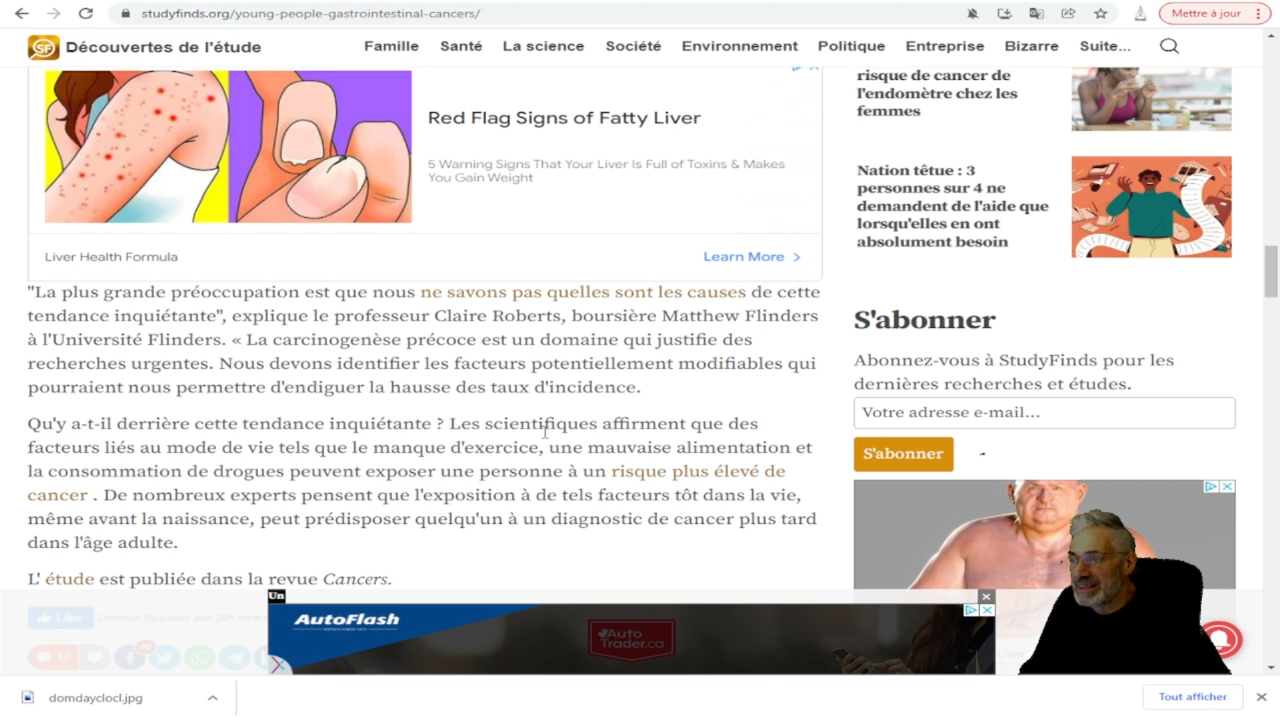 studyfinds.org/young-people-gastrointestinal-cancers/
Mettre à jour
SF Découvertes de l'étude
Famille Santé La science Société Environnement Politique Entreprise Bizarre Suite...
Red Flag Signs of Fatty Liver
5 Warning Signs That Your Liver Is Full of Toxins & Makes
You Gain Weight
Liver Health Formula
Learn More
"La plus grande préoccupation est que nous ne savons pas quelles sont les causes de cette
tendance inquiétante", explique le professeur Claire Roberts, boursière Matthew Flinders
à l'Université Flinders. « La carcinogenèse précoce est un domaine qui justifie des
recherches urgentes. Nous devons identifier les facteurs potentiellement modifiables qui
pourraient nous permettre d'endiguer la hausse des taux d'incidence.
Qu'y a-t-il derrière cette tendance inquiétante ? Les scientifiques affirment que des
facteurs liés au mode de vie tels que le manque d'exercice, une mauvaise alimentation et
la consommation de drogues peuvent exposer une personne à un risque plus élevé de
cancer . De nombreux experts pensent que l'exposition à de tels facteurs tôt dans la vie,
même avant la naissance, peut prédisposer quelqu'un à un diagnostic de cancer plus tard
dans l'âge adulte.
L' étude est publiée dans la revue Cancers.
Like
Christian Beaubien and 26K others
risque de cancer de
l'endomètre chez les
femmes
Nation têtue : 3
personnes sur 4 ne
demandent de l'aide que
lorsqu'elles en ont
absolument besoin
S'abonner
Abonnez-vous à StudyFinds pour les
dernières recherches et études.
Votre adresse e-mail...
S'abonner
Un
AutoFlash
Auto
Trader.ca
domdayclocl.jpg
Tout afficher